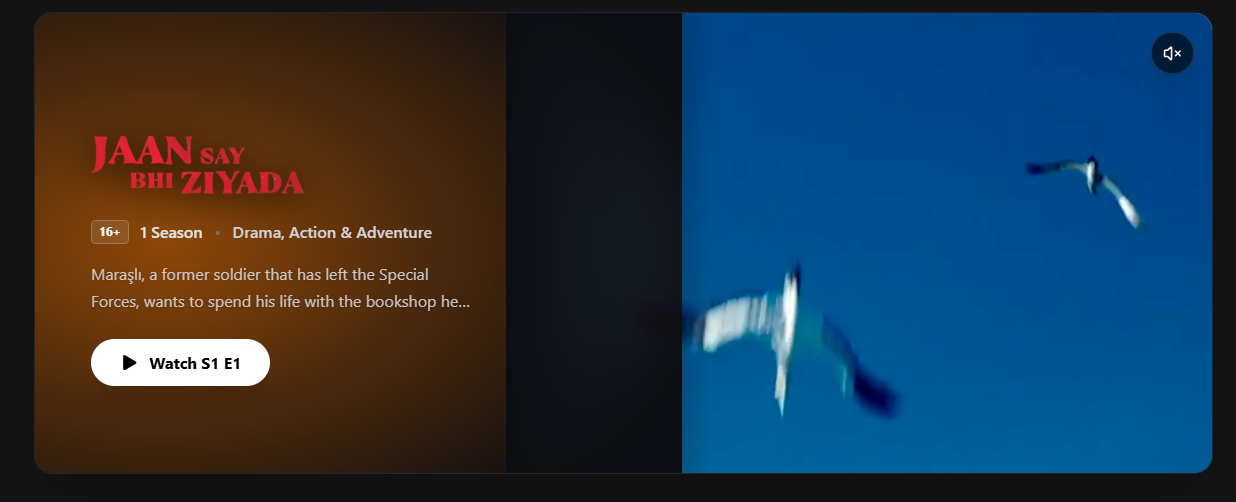 JAAN SAY
BHI ZIYADA
16+ 1 Season • Drama, Action & Adventure
Maraşlı, a former soldier that has left the Special
Forces, wants to spend his life with the bookshop he...
Watch S1 E1